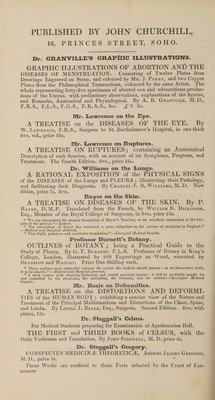 PUBLISHED BY JOHN CHURCHILL,
16, PRINCES STREET, SOHO.
Dr. GRANVILLE'S GRAPHIC ILLUSTRATIONS.
GRAPHIC ILLUSTRATIONS OF ABORTION AND THE
DISEASES OF MENSTRUATION. Consisting of Twelve Plates from
Drawings Engraved on Stone, and coloured by Mr. J. Perry, and two Copper
Plates from the Philosophical Transactions, coloured by the same Artist. The
whole representing forty-five specimens of aborted ova and adventitious produc-
tions of the Uterus, with preliminary observations, explanations of the figures,
and Remarks, Anatomical and Physiological. By A. B. Granville, M.D.,
F.R.S., F.L.S., F.G.S., F.R.A.S., &c.
Mr. Lawrence on the Eye.
A TREATISE on the DISEASES OF THE EYE. By
W. Lawrence, F.R.S., Surgeon to St. Bartholomew's Hospital, in one thick
8vo. vol., price 18s.
Mr. Lawrence on Ruptures.
A TREATISE ON RUPTURES; containing an Anatomical
Description of each Species, with an account of its Symptoms, Progress, and
Treatment. The Fourth Edition. 8vo., price 16s.
Dr. Williams on the Lungs.
A RATIONAL EXPOSITION of the PHYSICAL SIGNS
of the DISEASES of the LUNGS and PLEURA; illustrating their Pathology,
and facilitating their Diagnosis. By Charles J. B. Williams, M.D. New
dition, price 7s. 8vo.
Rayer on the Skin.
A TREATISE ON DISEASES OF THE SKIN. By P.
Rayer, D.M.P. Translated from the French, by William B. Dickenson,
Esq., Member of the Royal College of Surgeons, in 8vo. price 12s.
Professor Burnett's Botany.
OUTLINES of BOTANY; being a Practical Guide to the
Study of Plants. By G. T. Burnett, F.L.S. Professor of Botany in King's
College, London, illustrated by 300 Engravings on Wood, executed by
Branston and Wright. Price One Shilling each.
Mr. Beale on Deformities.
A TREATISE on the DISTORTIONS and DEFORMI-
TIES of the HUMAN BODY; exhibiting a concise view of the Nature and
Treatment of the Principal Malformations and Distortions of the Chest, Spine,
and Limbs. By Lionel J. Beale, Esq., Surgeon. Second Edition. 8vo. with
plates, 12s.
Dr. Steggall's Celsus.
For Medical Students preparing for Examination at Apothecaries Hall.
THE FIRST and THIRD BOOKS of CELSUS, with the
Ordo Verborum and Translation. By John Steggall, M.D. price 8s.
Dr. Steggall's Gregory.
CONSPECTUS MEDICINÆ THEORETICÆ, Auctore Jacobo Gregory,
M.D., price 8s.
These Works are confined to those Parts selected by the Court of Exa-